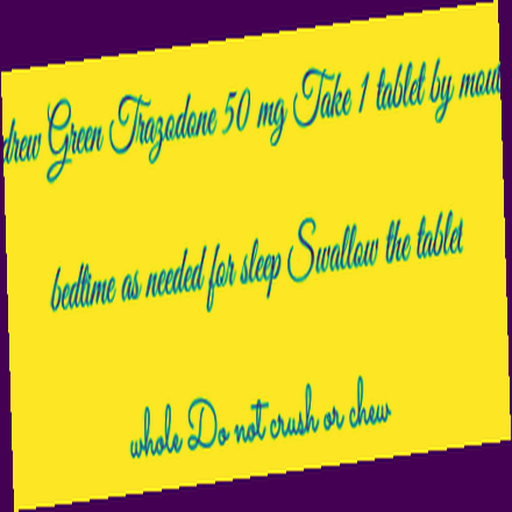 Green Trazodone 50 mg Take 1 tablet by
bedtime as needed for sleep Swallow the tablet
whole Do not crush or chew